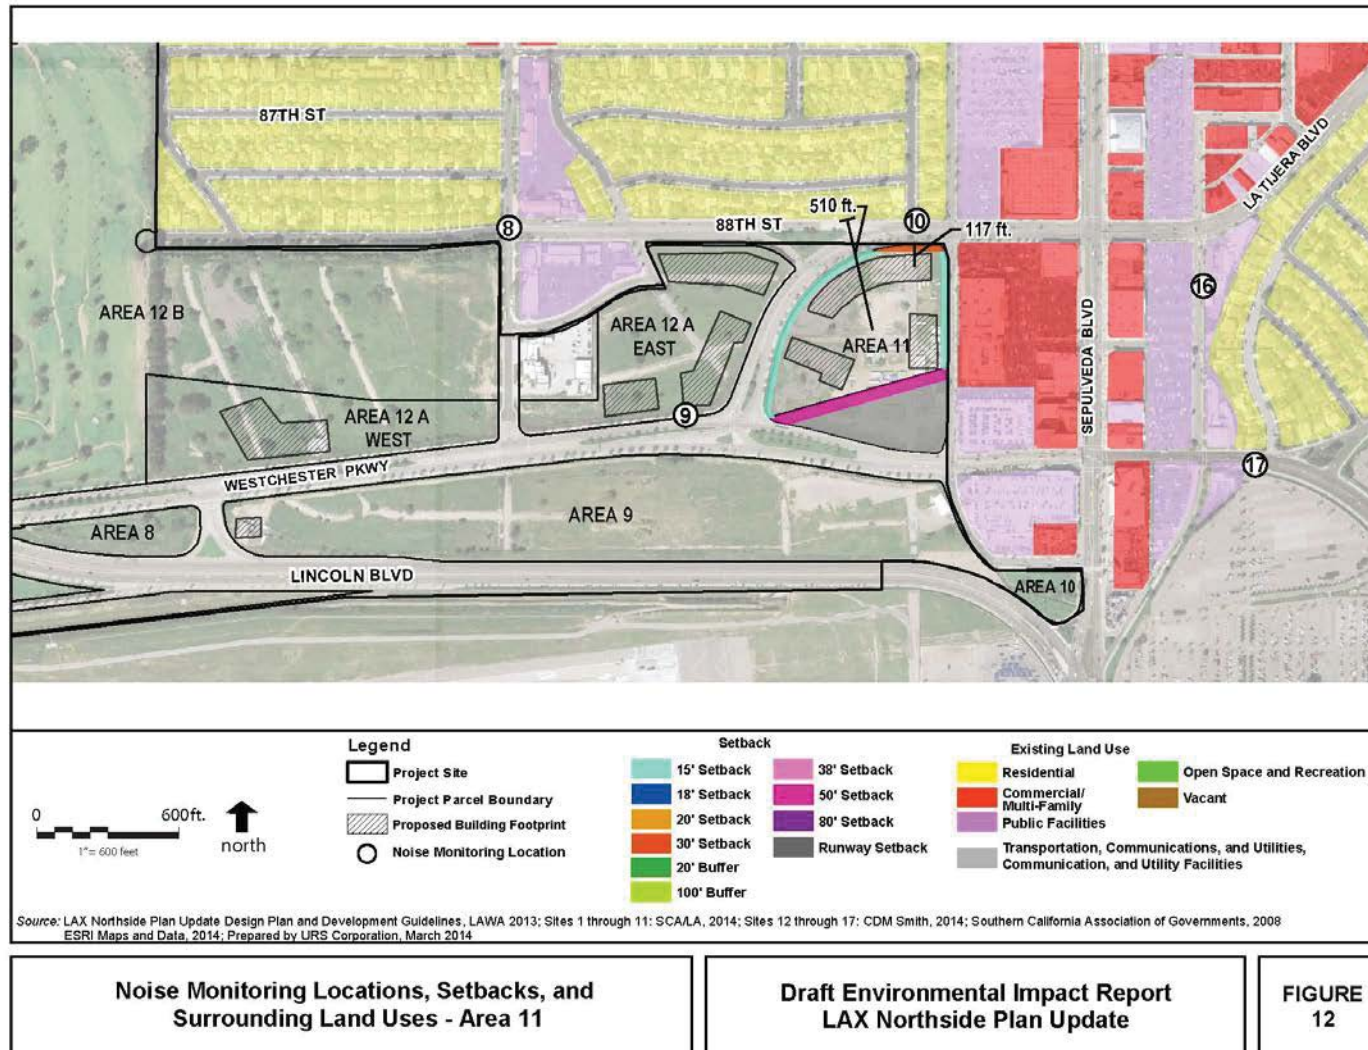 87TH ST
LA TIJERA BLVD
510 ft.
10
8
88TH ST
117 ft.
16
AREA 12 B
AREA 12 A
EAST
AREA 11
SEPULVEDA BLVD
AREA 12 A
WEST
9
17
WESTCHESTER PKWY
AREA 8
AREA 9
LINCOLN BLVD
AREA 10
Legend
Project Site
Project Parcel Boundary
Proposed Building Footprint
Noise Monitoring Location
0 600ft.
1"= 600 feet
north
Setback
15' Setback
18' Setback
20' Setback
30' Setback
20' Buffer
100' Buffer
38' Setback
50' Setback
80' Setback
Runway Setback
Existing Land Use
Residential
Commercial/
Multi-Family
Public Facilities
Transportation, Communications, and Utilities,
Communication, and Utility Facilities
Open Space and Recreation
Vacant
Source: LAX Northside Plan Update Design Plan and Development Guidelines, LAWA 2013; Sites 1 through 11: SCA/LA, 2014; Sites 12 through 17: CDM Smith, 2014; Southern California Association of Governments, 2008
ESRI Maps and Data, 2014; Prepared by URS Corporation, March 2014
Noise Monitoring Locations, Setbacks, and
Surrounding Land Uses - Area 11
Draft Environmental Impact Report
LAX Northside Plan Update
FIGURE
12